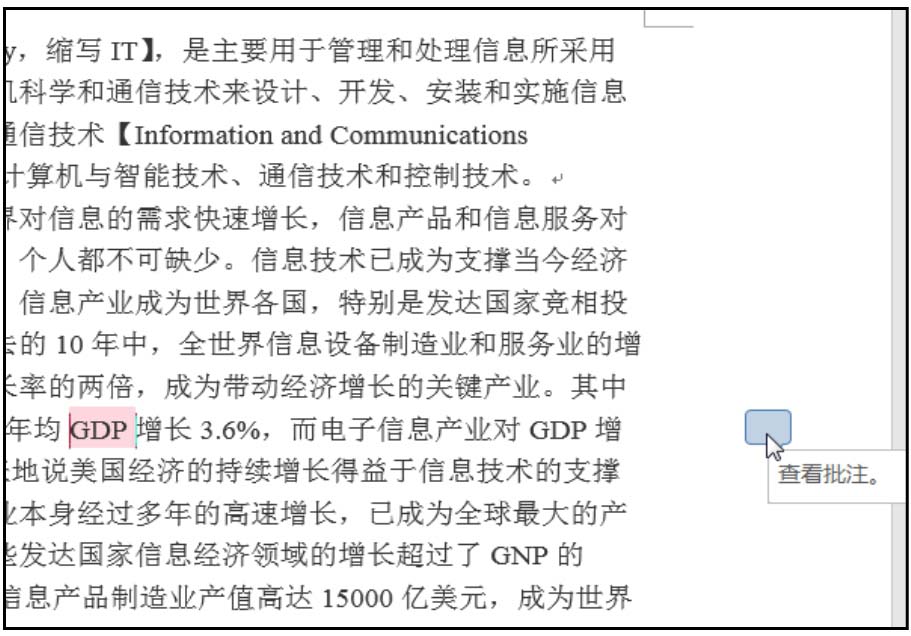 y，缩写 IT】，是主要用于管理和处理信息所采用
科学和通信技术来设计、开发、安装和实施信息
通信技术【Information and Communications
计算机与智能技术、通信技术和控制技术。
界对信息的需求快速增长，信息产品和信息服务对
个人都不可缺少。信息技术已成为支撑当今经济
信息产业成为世界各国，特别是发达国家竞相投
去的 10 年中，全世界信息设备制造业和服务业的增
长率的两倍，成为带动经济增长的关键产业。其中
年均 GDP 增长 3.6%，而电子信息产业对 GDP 增
地说美国经济的持续增长得益于信息技术的支撑
查看批注。
业本身经过多年的高速增长，已成为全球最大的产
些发达国家信息经济领域的增长超过了 GNP 的
信息产品制造业产值高达 15000 亿美元，成为世界